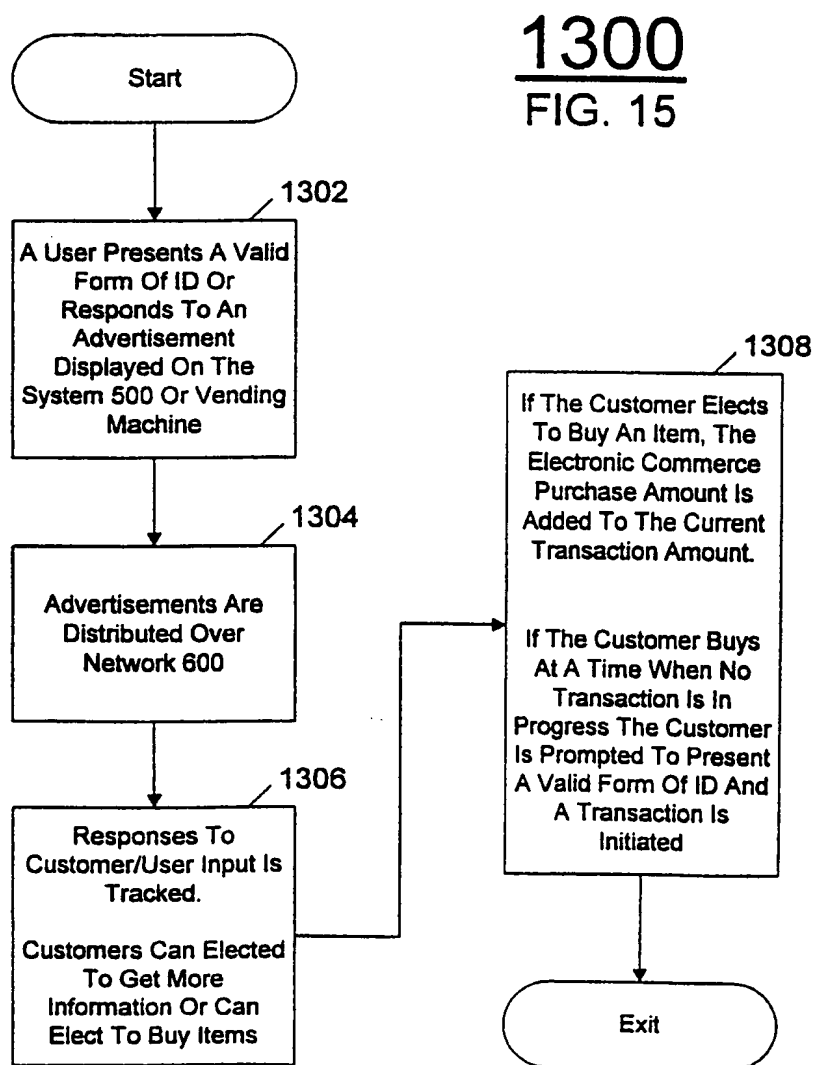 1300
FIG. 15
Start
1302
A User Presents A Valid
Form Of ID Or
Responds To An
Advertisement
Displayed On The
System 500 Or Vending
Machine
1304
Advertisements Are
Distributed Over
Network 600
1306
Responses To
Customer/User Input Is
Tracked.
Customers Can Elected
To Get More
Information Or Can
Elect To Buy Items
1308
If The Customer Elects
To Buy An Item, The
Electronic Commerce
Purchase Amount Is
Added To The Current
Transaction Amount.
If The Customer Buys
At A Time When No
Transaction Is In
Progress The Customer
Is Prompted To Present
A Valid Form Of ID And
A Transaction Is
Initiated
Exit